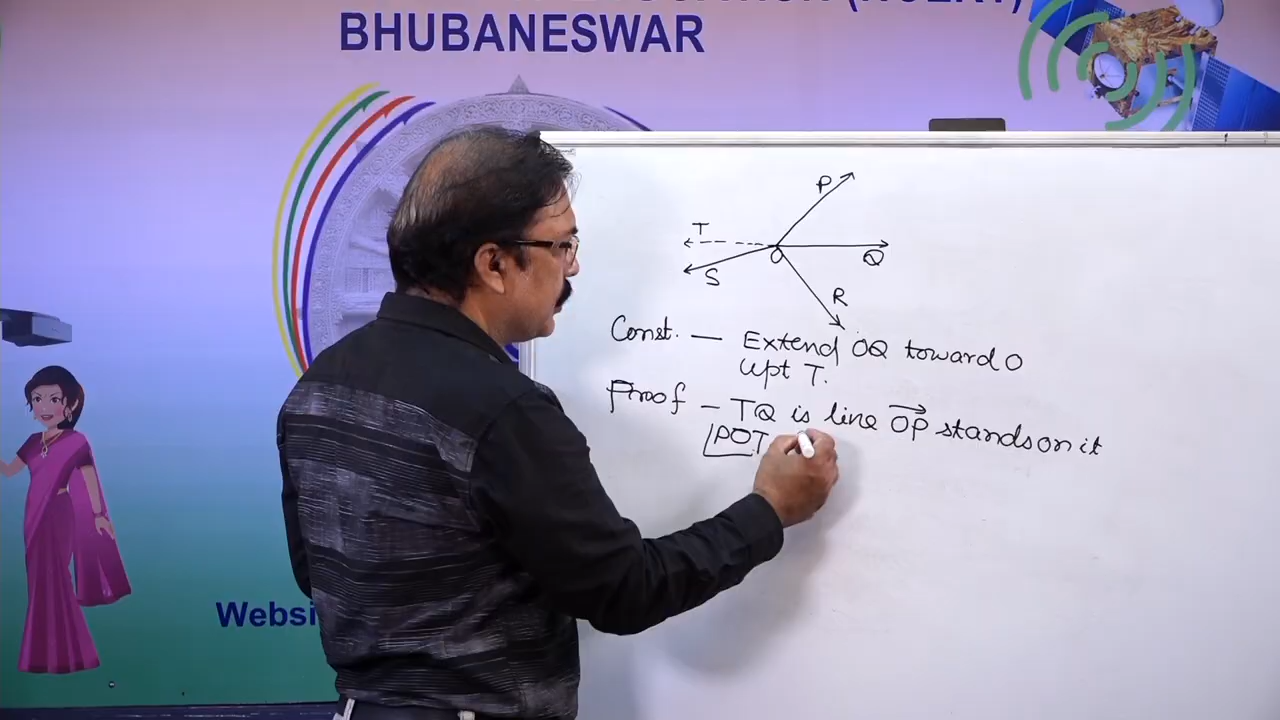 BHUBANESWAR
P
T
O
Q
S
R
Const. — Extend OQ toward O
upt T.
Proof – TQ is line OP stands on it
POT
Websi